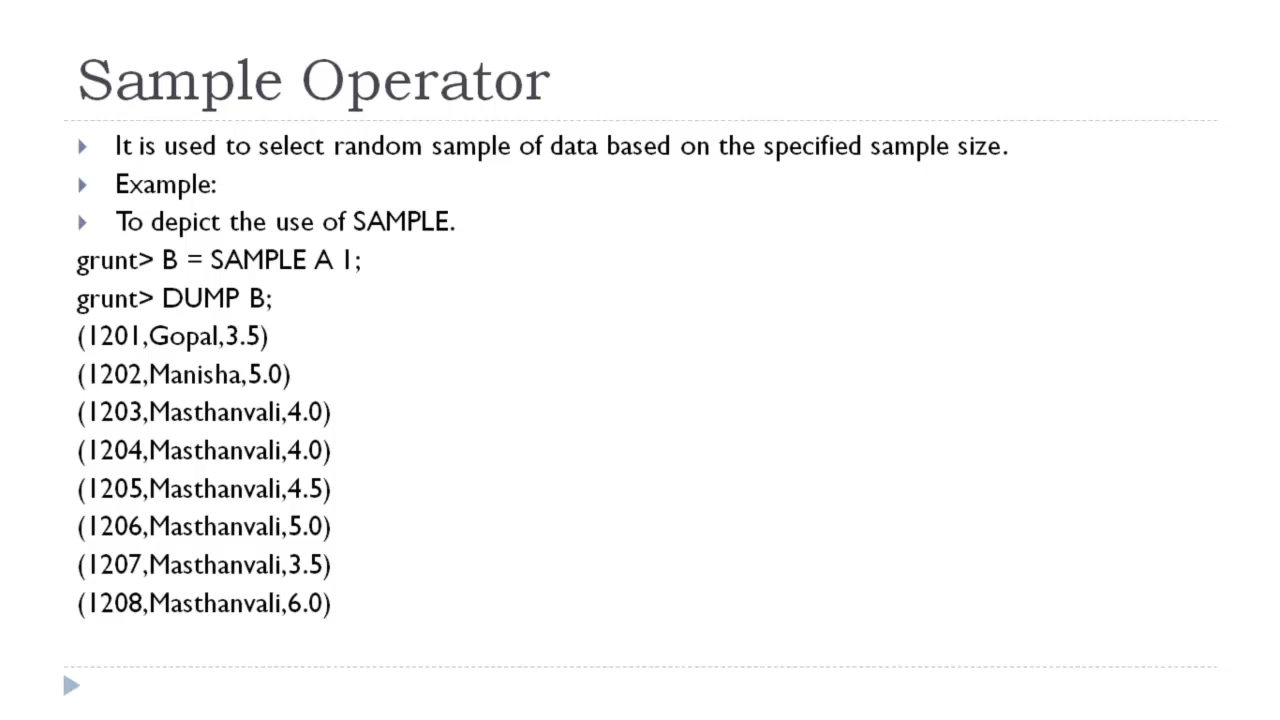 Sample Operator
It is used to select random sample of data based on the specified sample size.
Example:
To depict the use of SAMPLE.
grunt> B = SAMPLE A 1;
grunt> DUMP B;
(1201,Gopal,3.5)
(1202,Manisha,5.0)
(1203,Masthanvali,4.0)
(1204,Masthanvali,4.0)
(1205,Masthanvali,4.5)
(1206,Masthanvali,5.0)
(1207,Masthanvali,3.5)
(1208,Masthanvali,6.0)